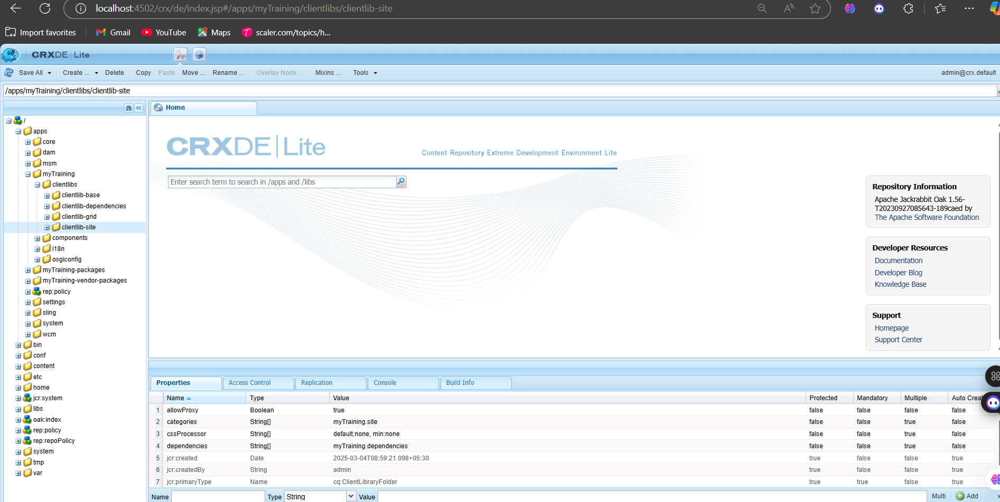 localhost:4502/crx/de/index.jsp#/apps/myTraining/clientlibs/clientlib-site
Import favorites Gmail YouTube Maps scaler.com/topics/h...
CRXDE Lite
Save All Create ... Delete Copy Paste Move ... Rename ... Overlay Node ... Mixins ... Tools admin@crx.default
/apps/myTraining/clientlibs/clientlib-site
/
apps
core
dam
msm
myTraining
clientlibs
clientlib-base
clientlib-dependencies
clientlib-grid
clientlib-site
components
i18n
osgiconfig
myTraining-packages
myTraining-vendor-packages
rep:policy
settings
sling
system
wcm
bin
conf
content
etc
home
jcr:system
libs
oak:index
rep:policy
rep:repoPolicy
system
tmp
var
Home
CRXDE Lite
Content Repository Extreme Development Environment Lite
Enter search term to search in /apps and /libs
Repository Information
Apache Jackrabbit Oak 1.56-
T20230927085643-189caed by
The Apache Software Foundation
Developer Resources
Documentation
Developer Blog
Knowledge Base
Support
Homepage
Support Center
Properties Access Control Replication Console Build Info
Name Type Value Protected Mandatory Multiple Auto Creat
1 allowProxy Boolean true false false false false
2 categories String[] myTraining.site false false true false
3 cssProcessor String[] default:none, min:none false false true false
4 dependencies String[] myTraining.dependencies false false true false
5 jcr:created Date 2025-03-04T08:59:21.098+05:30 true false false true
6 jcr:createdBy String admin true false false true
7 jcr:primaryType Name cq:ClientLibraryFolder true true false true
Name Type String Value Multi Add